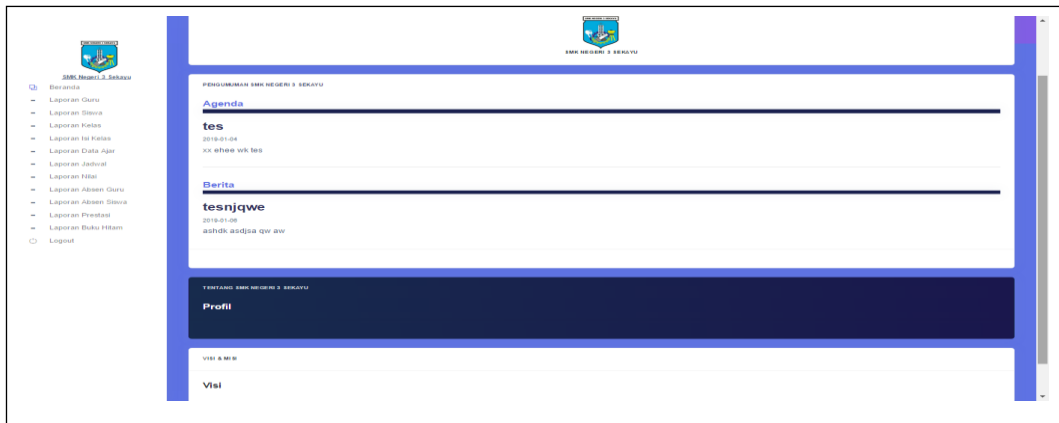 SMK NEGERI 3 SEKAYU
SMK Negeri 3 Sekayu
Beranda
Laporan Guru
Laporan Siswa
Laporan Kelas
Laporan Isi Kelas
Laporan Data Ajar
Laporan Jadwal
Laporan Nilai
Laporan Absen Guru
Laporan Absen Siswa
Laporan Prestasi
Laporan Buku Hitam
Logout
PENGUMUMAN SMK NEGERI 3 SEKAYU
Agenda
tes
2019-01-04
xx ehee wk tes
Berita
tesnjqwe
2019-01-08
ashdk asdjsa qw aw
TENTANG SMK NEGERI 3 SEKAYU
Profil
VISI & MISI
Visi